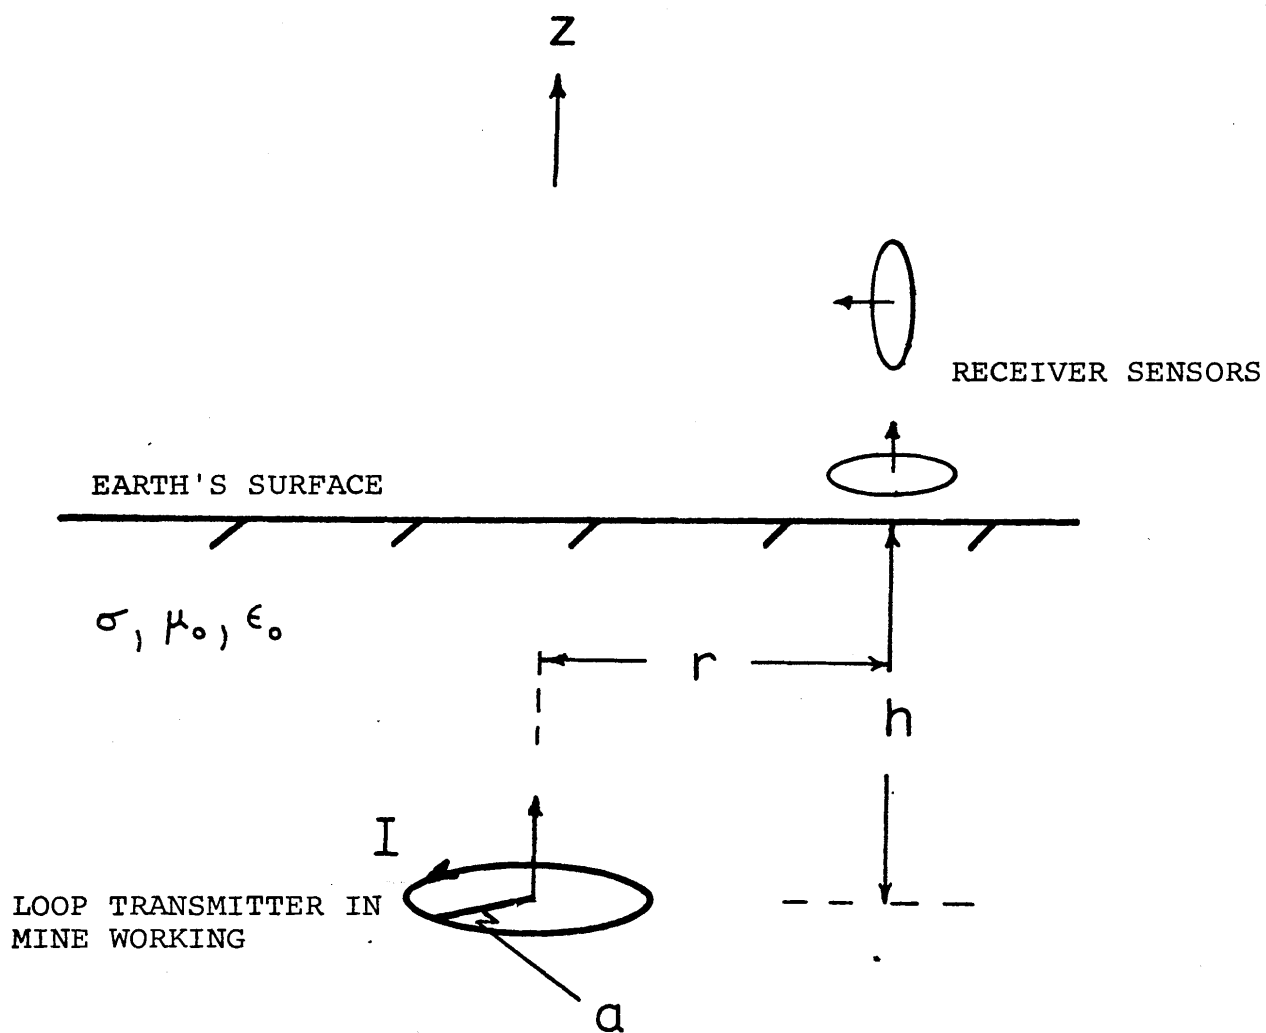 Z
RECEIVER SENSORS
EARTH'S SURFACE
σ, μ₀, ϵ₀
r
h
I
LOOP TRANSMITTER IN
MINE WORKING
a